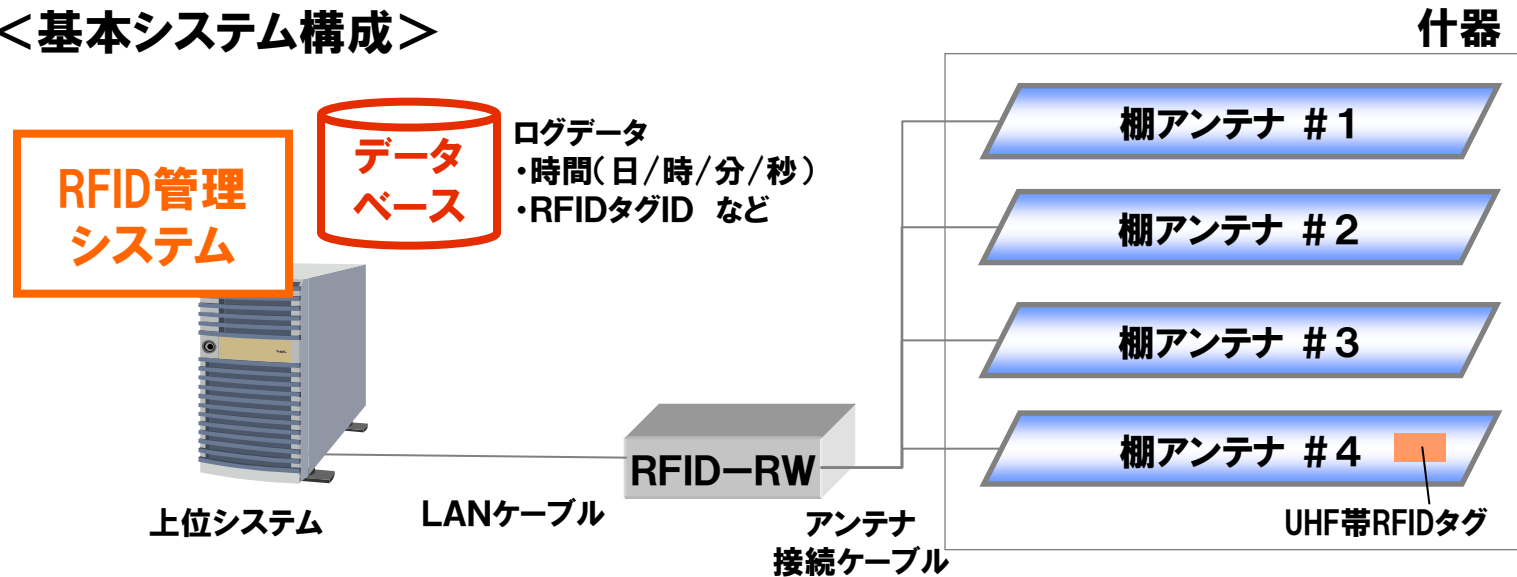 ＜基本システム構成＞
什器
RFID管理
システム
データ
ベース
ログデータ
・時間（日/時/分/秒）
・RFIDタグID など
棚アンテナ ＃1
棚アンテナ ＃2
棚アンテナ ＃3
棚アンテナ ＃4
RFID−RW
上位システム
LANケーブル
アンテナ
接続ケーブル
UHF帯RFIDタグ